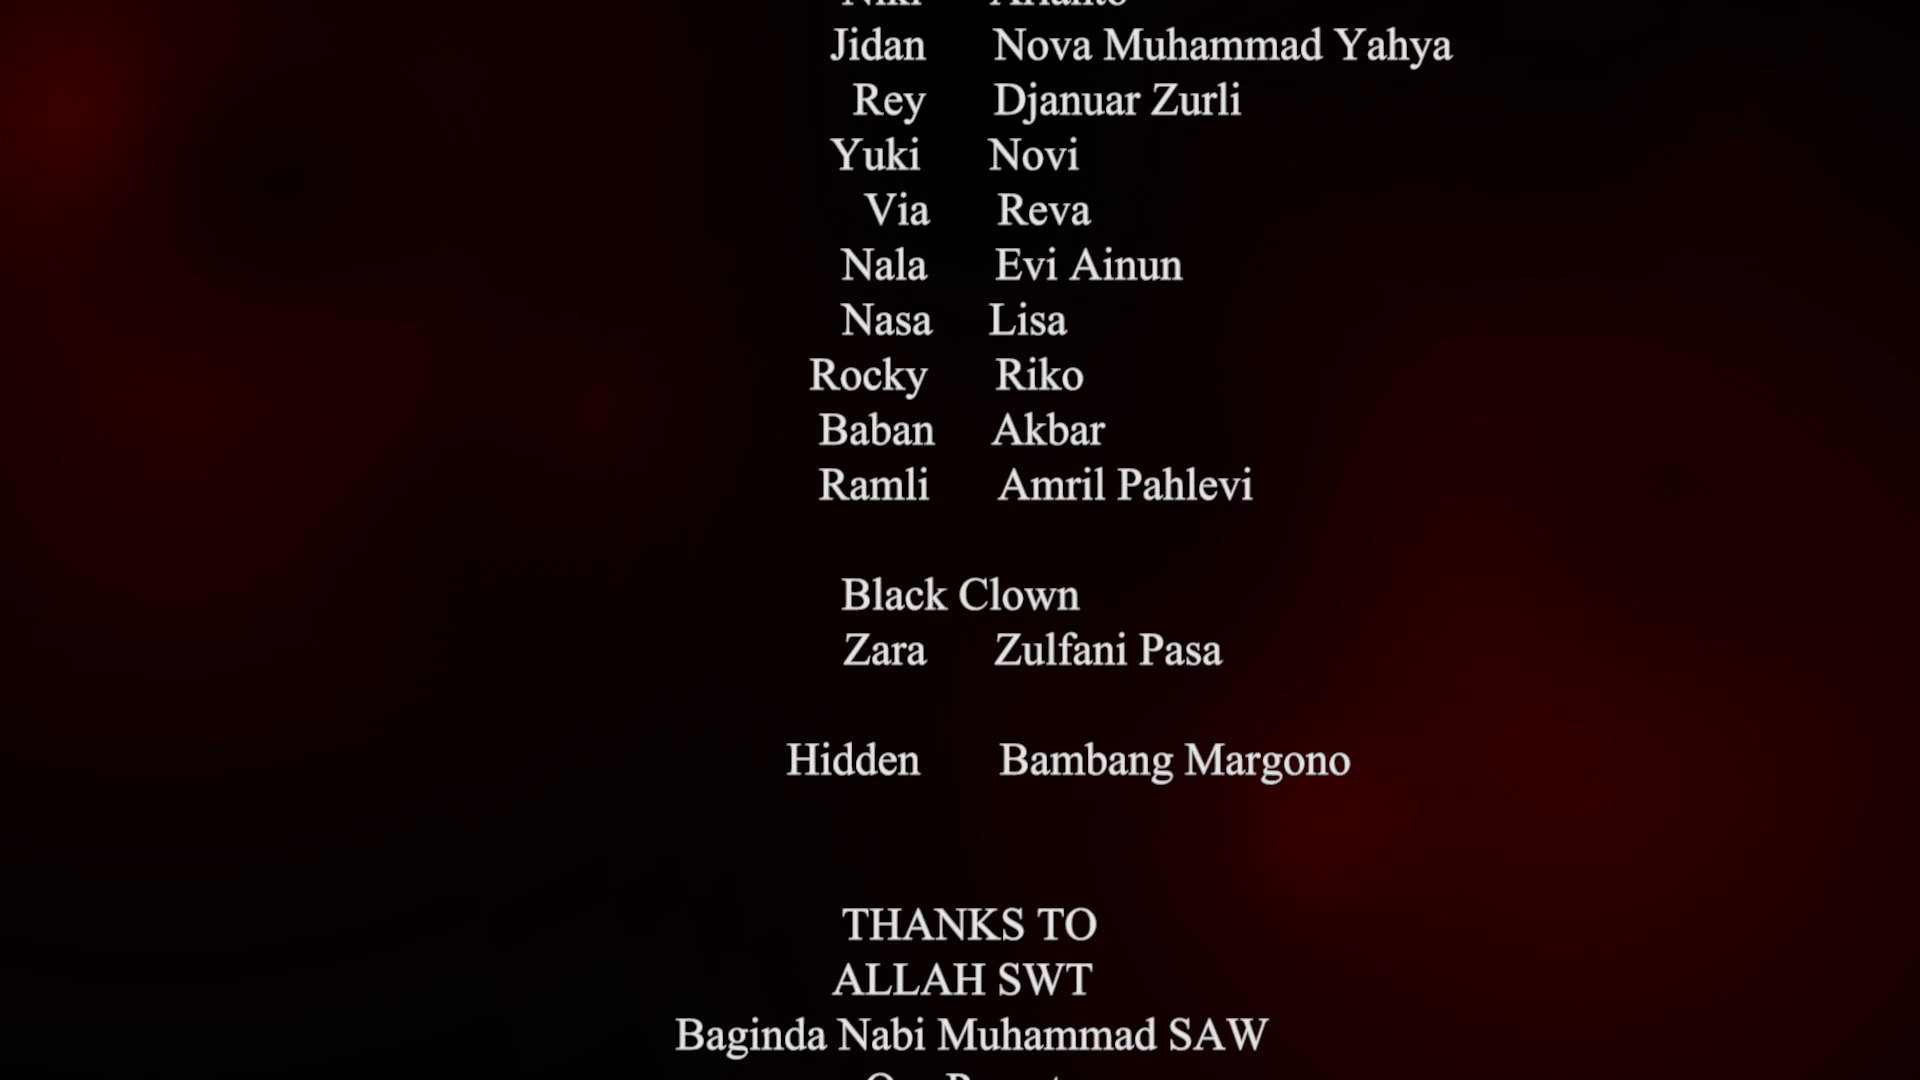 Niki Arianto
Jidan Nova Muhammad Yahya
Rey Djanuar Zurli
Yuki Novi
Via Reva
Nala Evi Ainun
Nasa Lisa
Rocky Riko
Baban Akbar
Ramli Amril Pahlevi
Black Clown
Zara Zulfani Pasa
Hidden Bambang Margono
THANKS TO
ALLAH SWT
Baginda Nabi Muhammad SAW